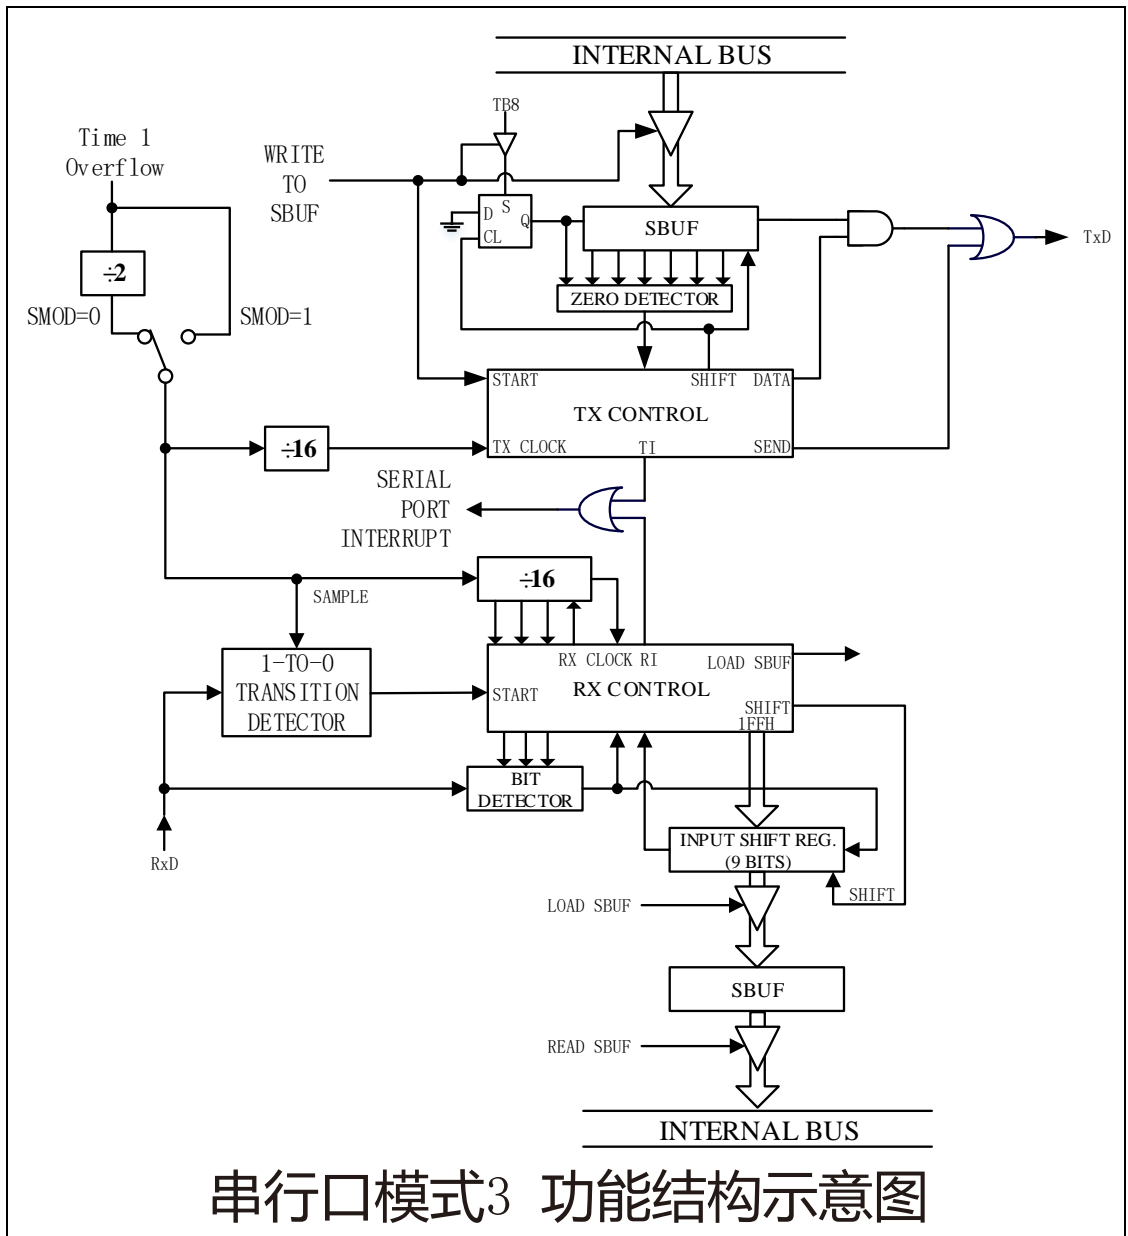 INTERNAL BUS
TB8
Time 1
Overflow
WRITE
TO
SBUF
D
S
Q
CL
SBUF
TxD
÷2
ZERO DETECTOR
SMOD=0
SMOD=1
START
SHIFT
DATA
TX CONTROL
÷16
TX CLOCK
TI
SEND
SERIAL
PORT
INTERRUPT
÷16
SAMPLE
1-TO-0
TRANSITION
DETECTOR
RX CLOCK
RI
LOAD SBUF
START
RX CONTROL
SHIFT
1FFH
BIT
DETECTOR
RxD
INPUT SHIFT REG.
(9 BITS)
SHIFT
LOAD SBUF
SBUF
READ SBUF
INTERNAL BUS
串行口模式3 功能结构示意图